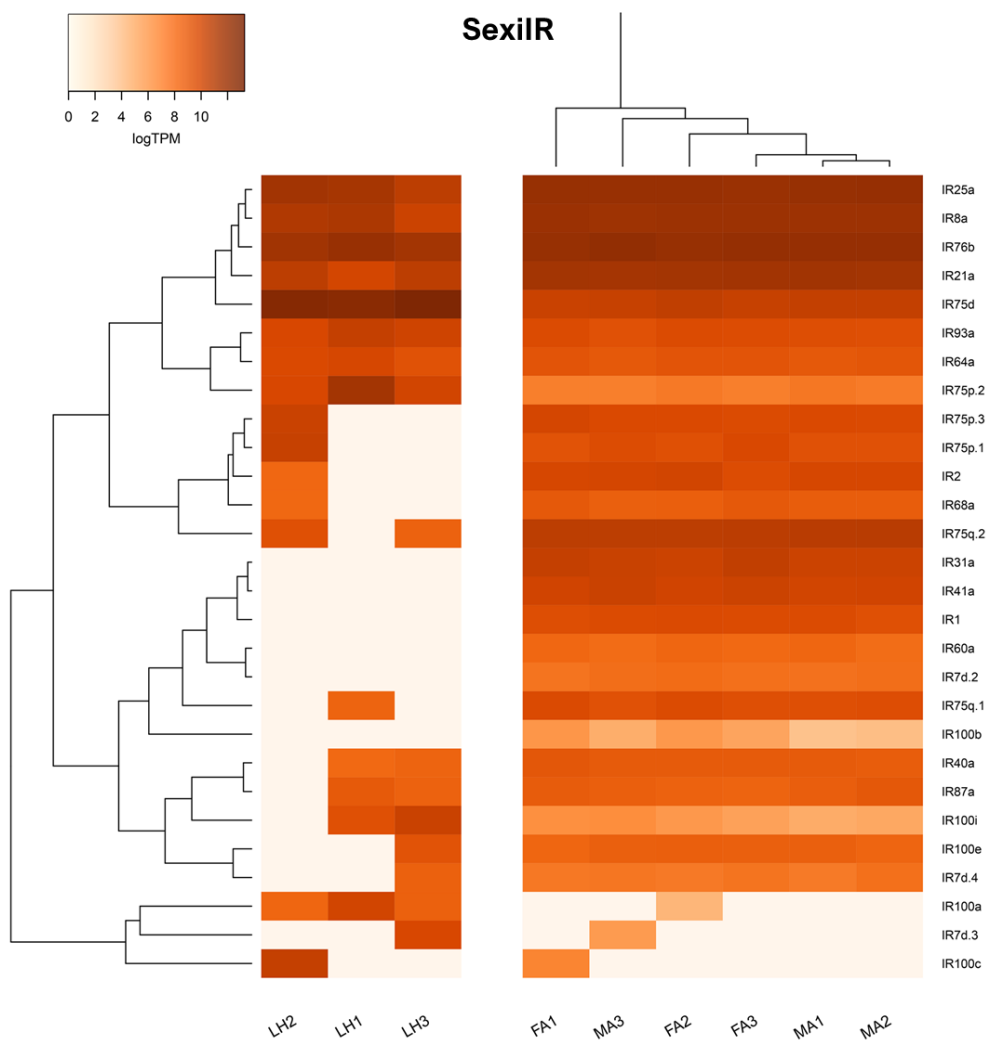 SexiIR
0 2 4 6 8 10
logTPM
IR25a
IR8a
IR76b
IR21a
IR75d
IR93a
IR64a
IR75p.2
IR75p.3
IR75p.1
IR2
IR68a
IR75q.2
IR31a
IR41a
IR1
IR60a
IR7d.2
IR75q.1
IR100b
IR40a
IR87a
IR100i
IR100e
IR7d.4
IR100a
IR7d.3
IR100c
LH2 LH1 LH3 FA1 MA3 FA2 FA3 MA1 MA2